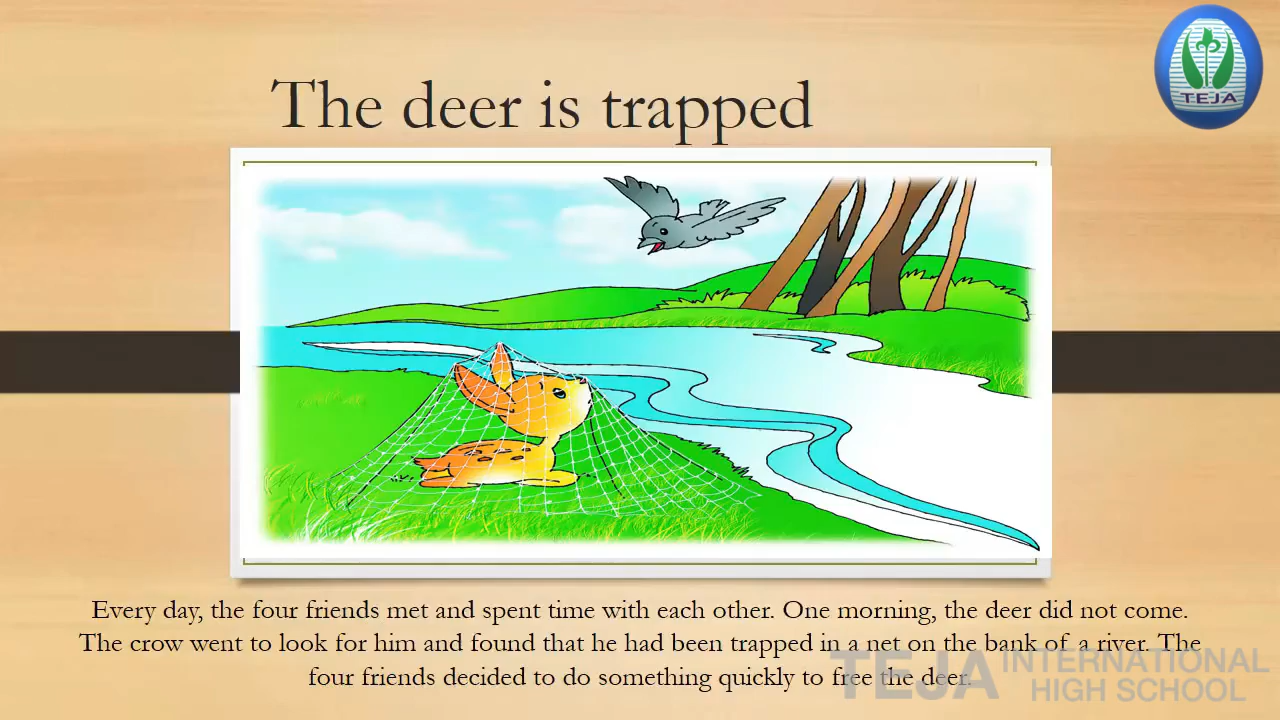 TEJA
The deer is trapped
Every day, the four friends met and spent time with each other. One morning, the deer did not come.
The crow went to look for him and found that he had been trapped in a net on the bank of a river. The
four friends decided to do something quickly to free the deer.
TEJA INTERNATIONAL
HIGH SCHOOL